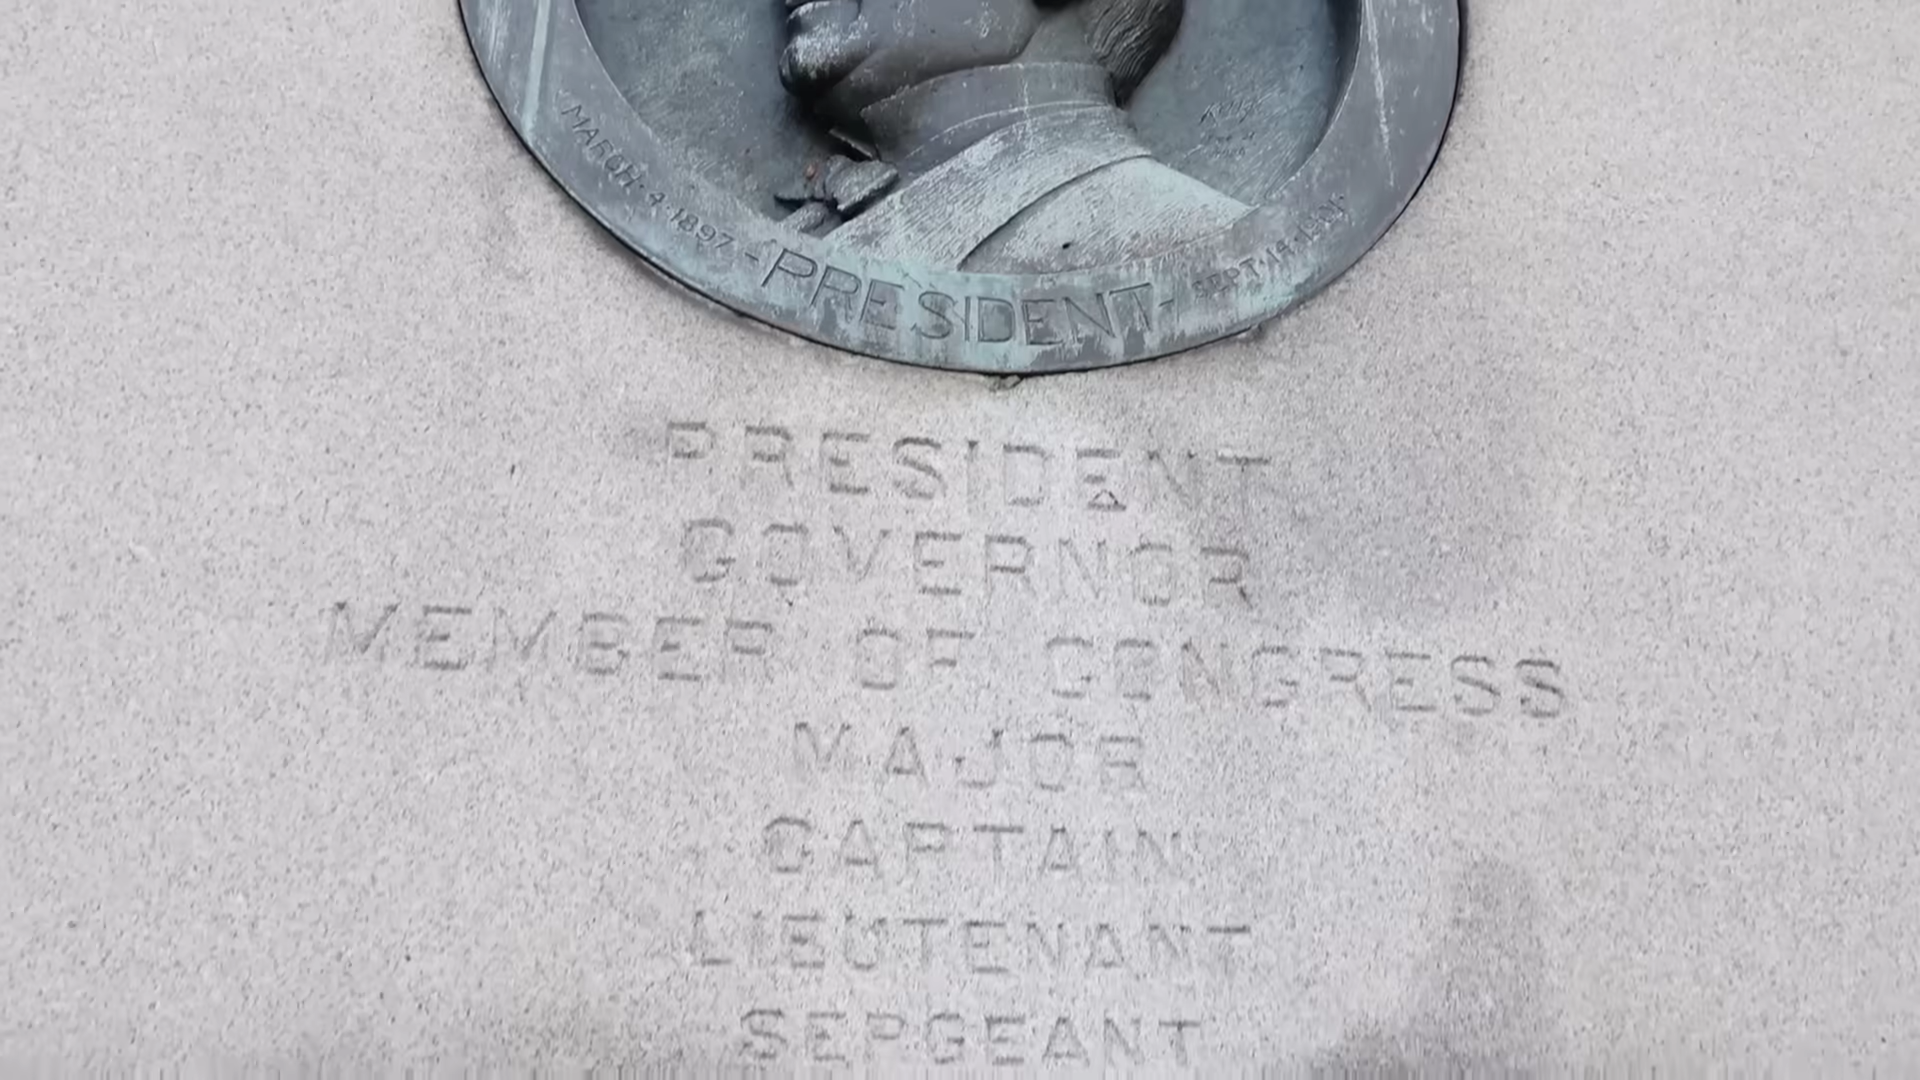 MARCH·4·1897 -PRESIDENT- SEPT·14·1901·
PRESIDENT
GOVERNOR
MEMBER OF CONGRESS
MAJOR
CAPTAIN
LIEUTENANT
SERGEANT